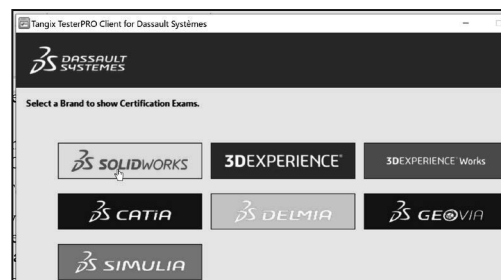 Tangix TesterPRO Client for Dassault Systèmes
DASSAULT
SYSTEMES
Select a Brand to show Certification Exams.
SOLIDWORKS
3DEXPERIENCE®
3DEXPERIENCE Works
CATIA
DELMIA
GEOVIA
SIMULIA